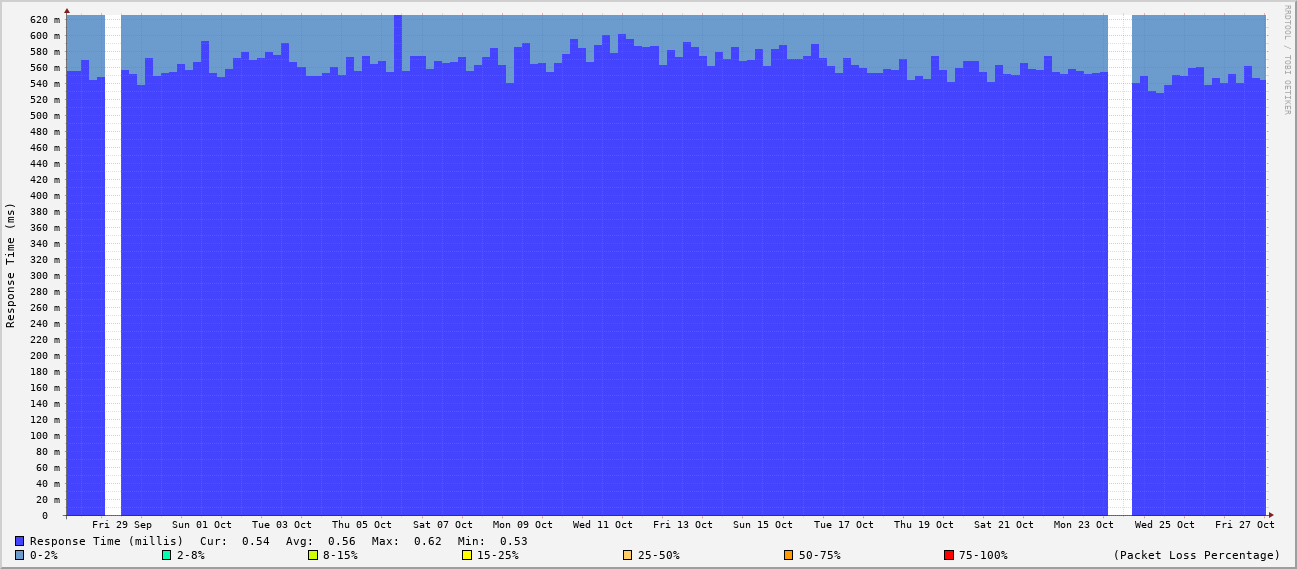 620 m
600 m
580 m
560 m
540 m
520 m
500 m
480 m
460 m
440 m
420 m
400 m
380 m
360 m
340 m
320 m
300 m
280 m
260 m
240 m
220 m
200 m
180 m
160 m
140 m
120 m
100 m
80 m
60 m
40 m
20 m
0
Response Time (ms)
RRDTOOL / TOBI OETIKER
Fri 29 Sep Sun 01 Oct Tue 03 Oct Thu 05 Oct Sat 07 Oct Mon 09 Oct Wed 11 Oct Fri 13 Oct Sun 15 Oct Tue 17 Oct Thu 19 Oct Sat 21 Oct Mon 23 Oct Wed 25 Oct Fri 27 Oct
Response Time (millis) Cur: 0.54 Avg: 0.56 Max: 0.62 Min: 0.53
0-2% 2-8% 8-15% 15-25% 25-50% 50-75% 75-100% (Packet Loss Percentage)